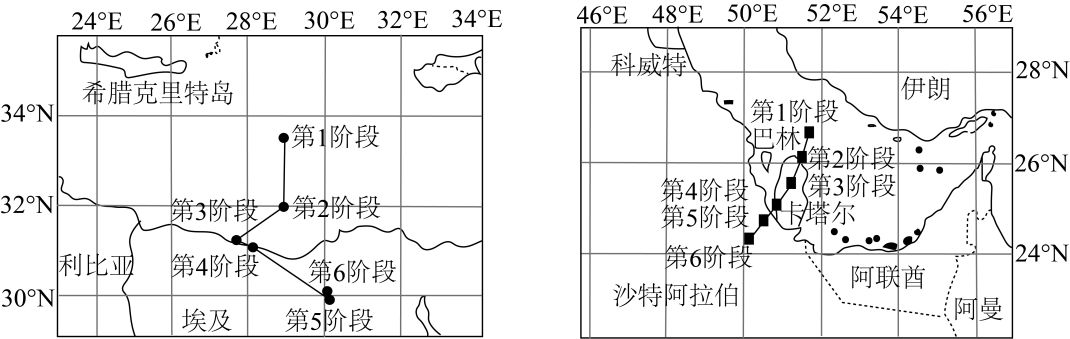 24°E 26°E 28°E 30°E 32°E 34°E
希腊克里特岛
34°N
第1阶段
32°N
第3阶段
第2阶段
利比亚
第4阶段
第6阶段
30°N
埃及
第5阶段
46°E 48°E 50°E 52°E 54°E 56°E
科威特
28°N
伊朗
第1阶段
巴林
第2阶段
26°N
第4阶段
第3阶段
第5阶段
卡塔尔
第6阶段
24°N
沙特阿拉伯
阿联酋
阿曼